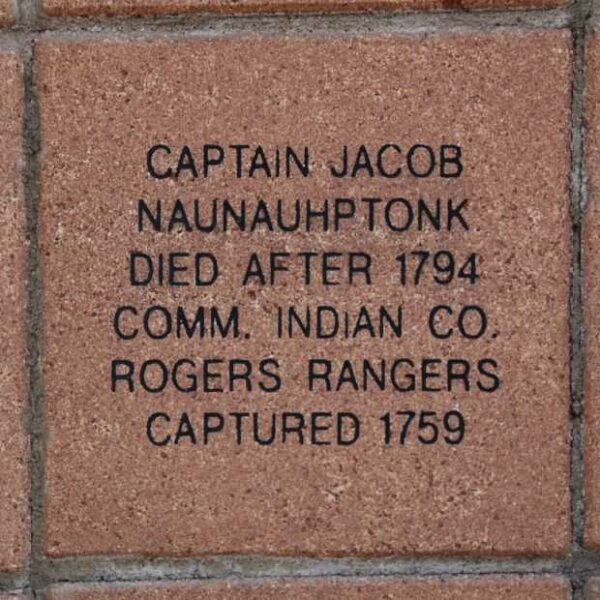 CAPTAIN JACOB
NAUNAUHPTONK
DIED AFTER 1794
COMM. INDIAN CO.
ROGERS RANGERS
CAPTURED 1759